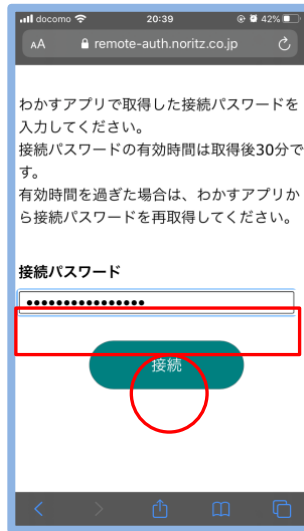 docomo 20:39 42%
AA remote-auth.noritz.co.jp
わかすアプリで取得した接続パスワードを
入力してください。
接続パスワードの有効時間は取得後30分で
す。
有効時間を過ぎた場合は、わかすアプリか
ら接続パスワードを再取得してください。
接続パスワード
••••••••••••••••
接続